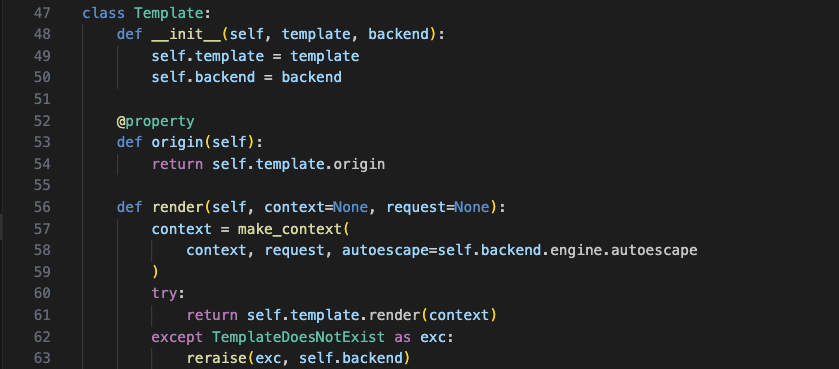 47 class Template:
48     def __init__(self, template, backend):
49         self.template = template
50         self.backend = backend
51
52     @property
53     def origin(self):
54         return self.template.origin
55
56     def render(self, context=None, request=None):
57         context = make_context(
58             context, request, autoescape=self.backend.engine.autoescape
59         )
60         try:
61             return self.template.render(context)
62         except TemplateDoesNotExist as exc:
63             reraise(exc, self.backend)